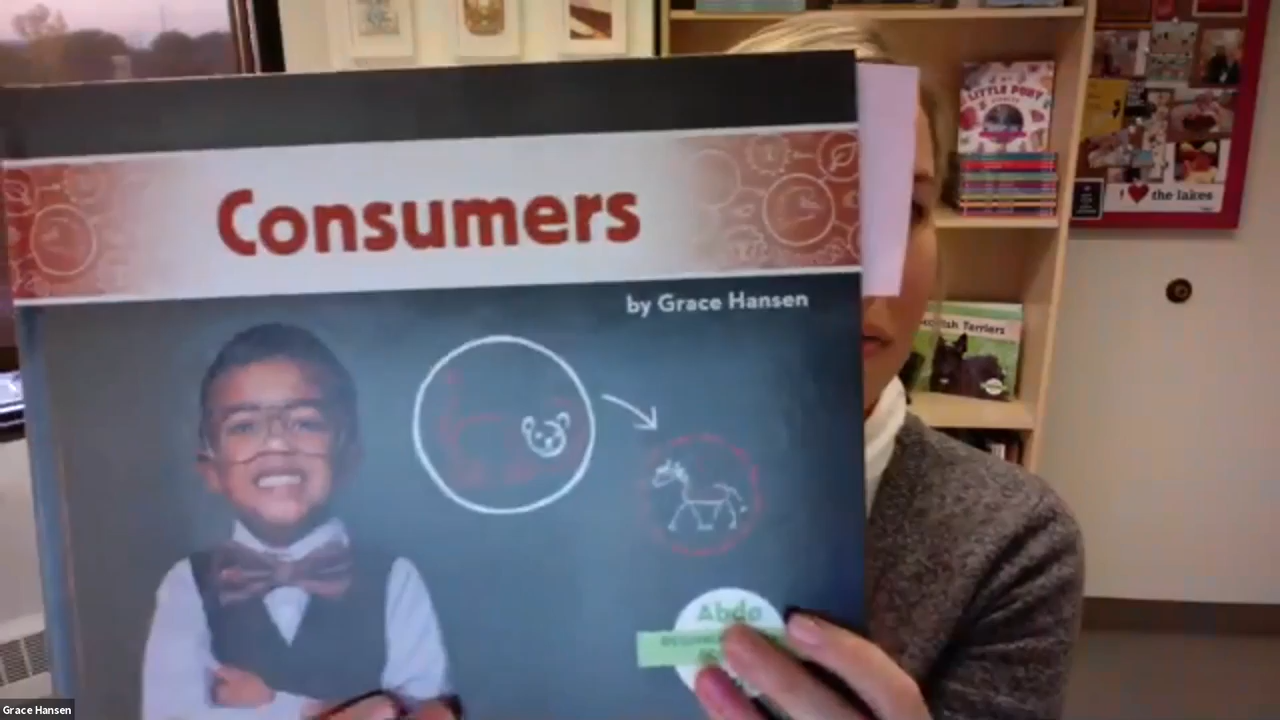 Consumers
by Grace Hansen
Abdo
LITTLE PONY
I ❤ the lakes
Scottish Terriers
Grace Hansen